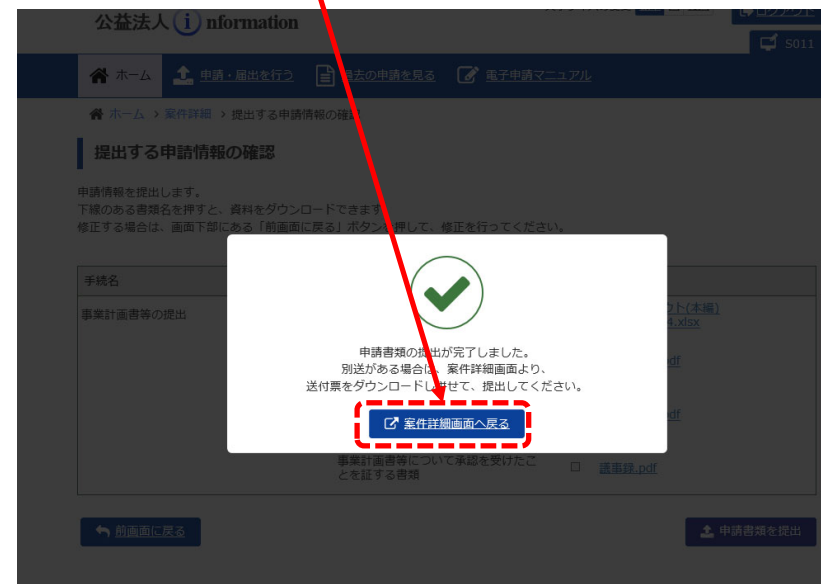 公益法人 i nformation
ログアウト
S011
ホーム 申請・届出を行う 過去の申請を見る 電子申請マニュアル
ホーム > 案件詳細 > 提出する申請情報の確認
提出する申請情報の確認
申請情報を提出します。
下線のある書類名を押すと、資料をダウンロードできます
修正する場合は、画面下部にある「前画面に戻る」ボタン 押して、修正を行ってください。
手続名
事業計画書等の提出
ウト(本編)
.xlsx
df
df
申請書類の提出が完了しました。
別送がある場合は、案件詳細画面より、
送付票をダウンロードし併せて、提出してください。
案件詳細画面へ戻る
事業計画書等について承認を受けたこ
とを証する書類
議事録.pdf
前画面に戻る
申請書類を提出